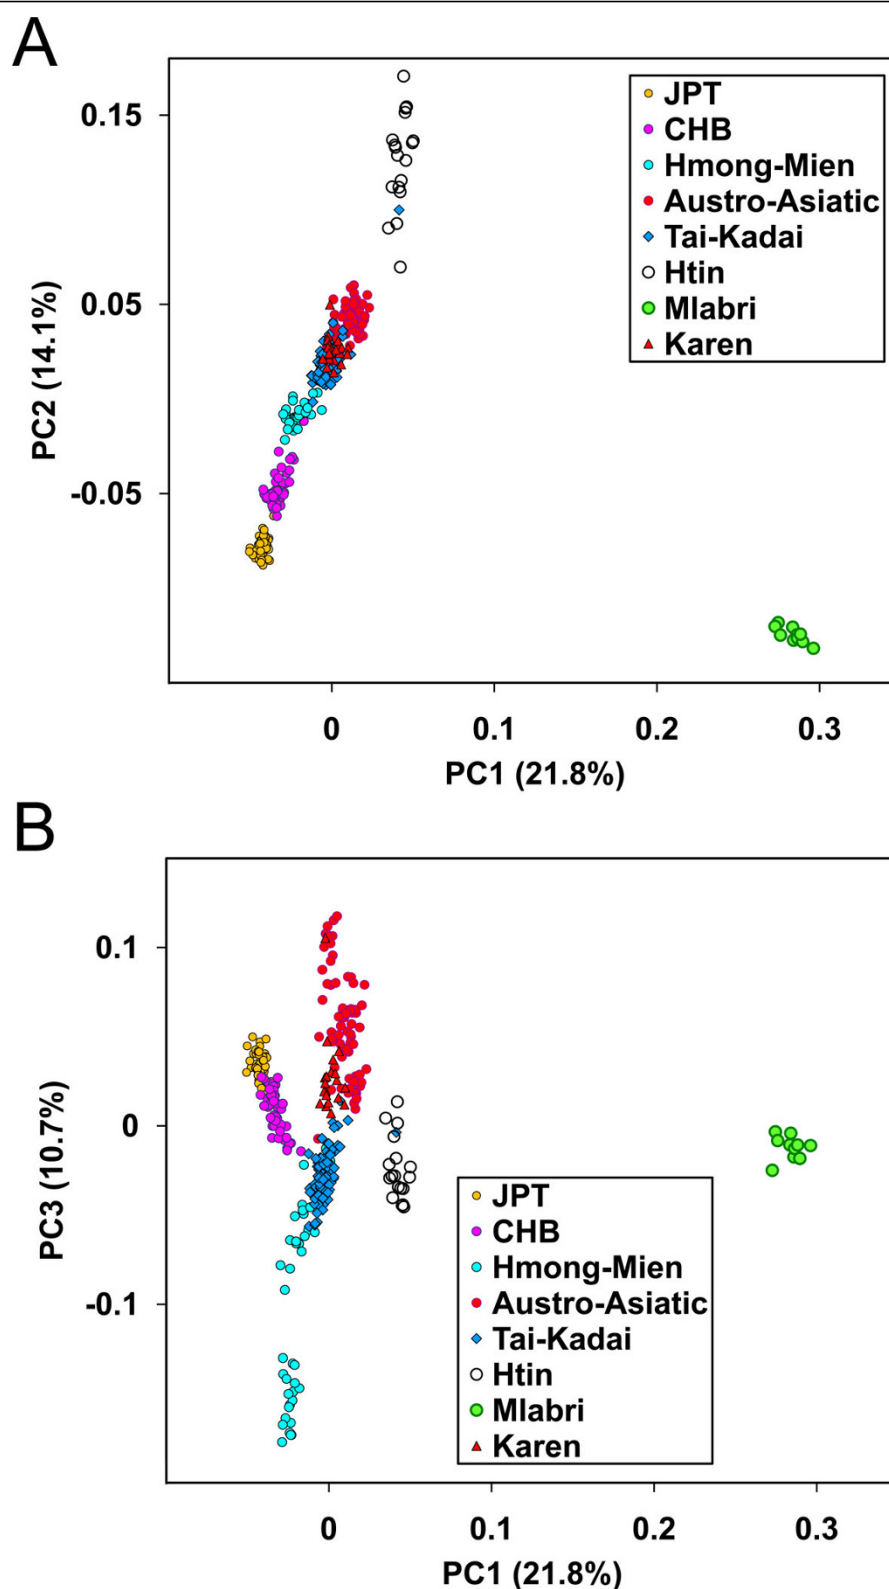 A
0.15
0.05
-0.05
PC2 (14.1%)
JPT
CHB
Hmong-Mien
Austro-Asiatic
Tai-Kadai
Htin
Mlabri
Karen
0 0.1 0.2 0.3
PC1 (21.8%)
B
0.1
0
-0.1
PC3 (10.7%)
JPT
CHB
Hmong-Mien
Austro-Asiatic
Tai-Kadai
Htin
Mlabri
Karen
0 0.1 0.2 0.3
PC1 (21.8%)